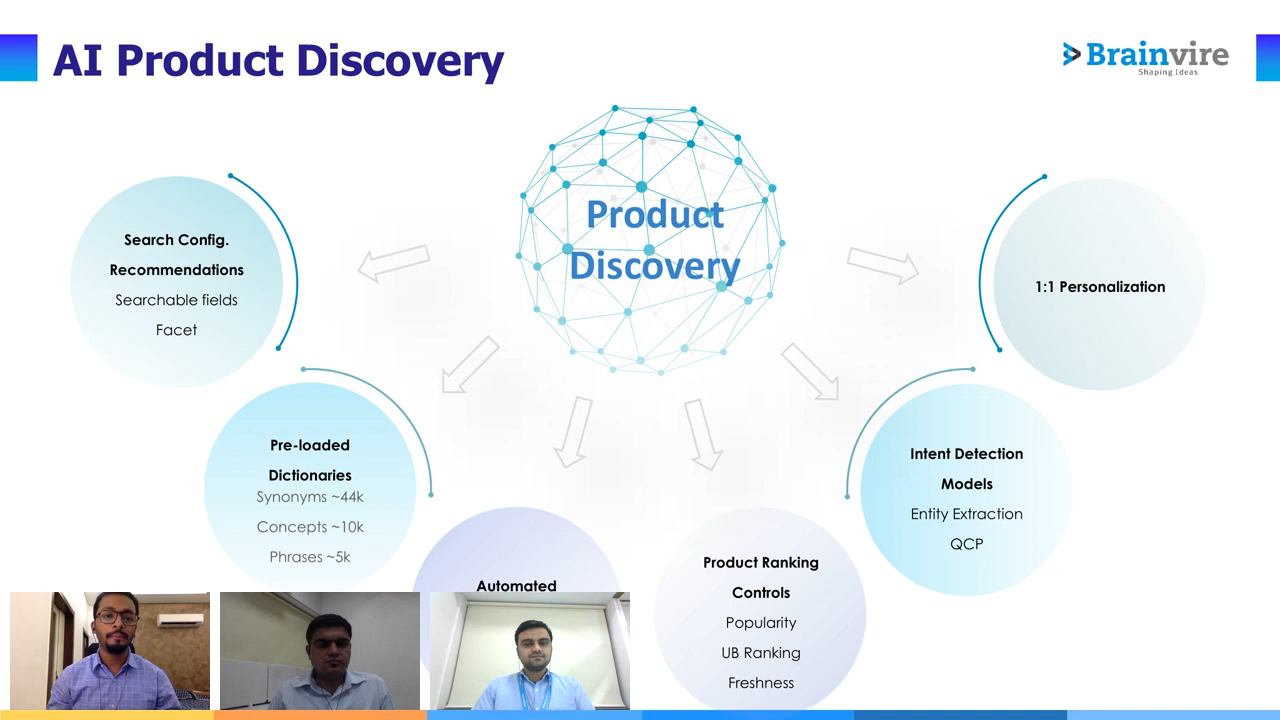 AI Product Discovery
Brainvire
Shaping Ideas
Product
Discovery
Search Config.
Recommendations
Searchable fields
Facet
Pre-loaded
Dictionaries
Synonyms ~44k
Concepts ~10k
Phrases ~5k
Automated
Product Ranking
Controls
Popularity
UB Ranking
Freshness
Intent Detection
Models
Entity Extraction
QCP
1:1 Personalization